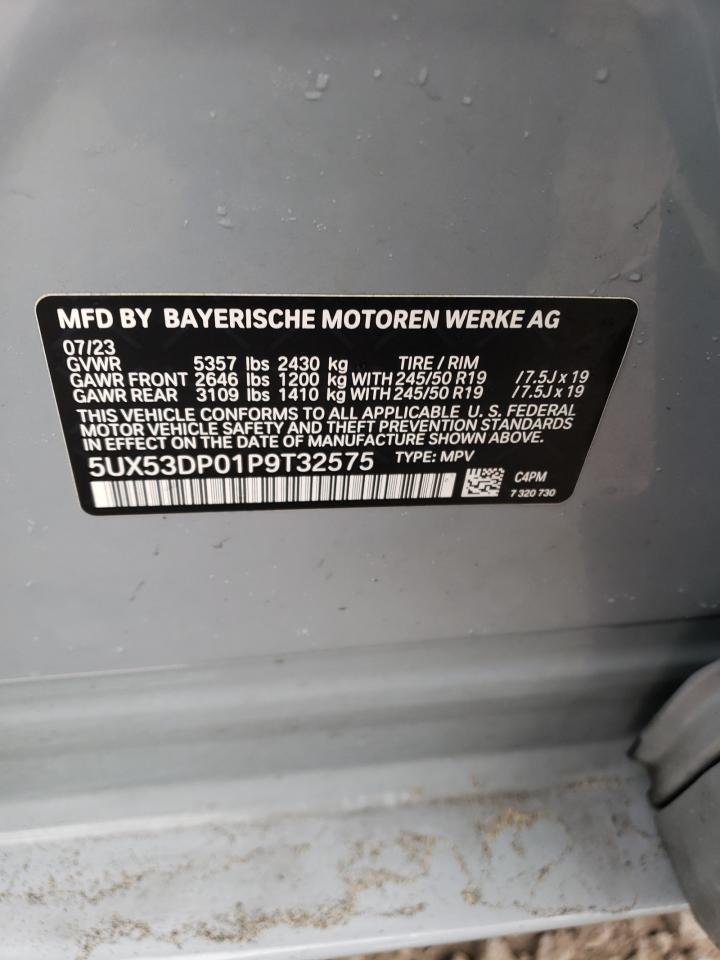 MFD BY BAYERISCHE MOTOREN WERKE AG
07/23
GVWR 5357 lbs 2430 kg TIRE / RIM
GAWR FRONT 2646 lbs 1200 kg WITH 245/50 R19 /7.5J x 19
GAWR REAR 3109 lbs 1410 kg WITH 245/50 R19 /7.5J x 19
THIS VEHICLE CONFORMS TO ALL APPLICABLE U. S. FEDERAL
MOTOR VEHICLE SAFETY AND THEFT PREVENTION STANDARDS
IN EFFECT ON THE DATE OF MANUFACTURE SHOWN ABOVE.
5UX53DP01P9T32575 TYPE: MPV
C4PM
7 320 730